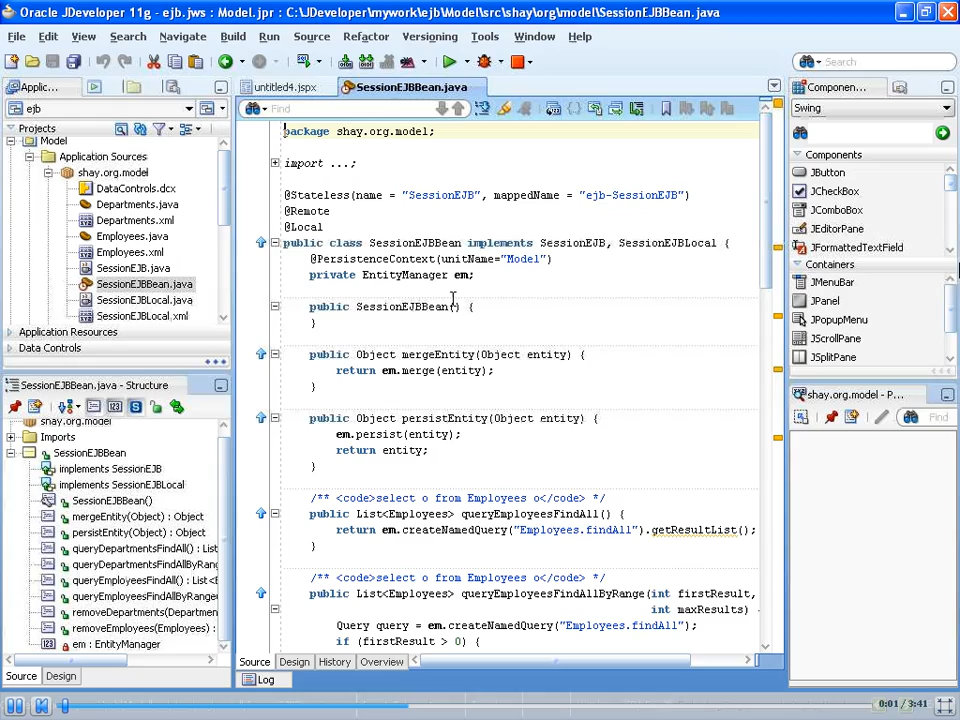 Oracle JDeveloper 11g - ejb.jws : Model.jpr : C:\JDeveloper\mywork\ejb\Model\src\shay\org\model\SessionEJBBean.java
File Edit View Search Navigate Build Run Source Refactor Versioning Tools Window Help
Search
Applic...
ejb
Projects
Model
Application Sources
shay.org.model
DataControls.dcx
Departments.java
Departments.xml
Employees.java
Employees.xml
SessionEJB.java
SessionEJBBean.java
SessionEJBLocal.java
SessionEJBLocal.xml
Application Resources
Data Controls
SessionEJBBean.java - Structure
shay.org.model
Imports
SessionEJBBean
implements SessionEJB
implements SessionEJBLocal
SessionEJBBean()
mergeEntity(Object) : Object
persistEntity(Object) : Object
queryDepartmentsFindAll() : List
queryDepartmentsFindAllByRang
queryEmployeesFindAll() : List<E
queryEmployeesFindAllByRange(
removeDepartments(Departmen
removeEmployees(Employees) :
em : EntityManager
Source Design
untitled4.jspx SessionEJBBean.java
Find
package shay.org.model;
import ...;
@Stateless(name = "SessionEJB", mappedName = "ejb-SessionEJB")
@Remote
@Local
public class SessionEJBBean implements SessionEJB, SessionEJBLocal {
@PersistenceContext(unitName="Model")
private EntityManager em;
public SessionEJBBean() {
}
public Object mergeEntity(Object entity) {
return em.merge(entity);
}
public Object persistEntity(Object entity) {
em.persist(entity);
return entity;
}
/** <code>select o from Employees o</code> */
public List<Employees> queryEmployeesFindAll() {
return em.createNamedQuery("Employees.findAll").getResultList();
}
/** <code>select o from Employees o</code> */
public List<Employees> queryEmployeesFindAllByRange(int firstResult,
int maxResults)
Query query = em.createNamedQuery("Employees.findAll");
if (firstResult > 0) {
Source Design History Overview
Log
Componen...
Swing
Components
JButton
JCheckBox
JComboBox
JEditorPane
JFormattedTextField
Containers
JMenuBar
JPanel
JPopupMenu
JScrollPane
JSplitPane
shay.org.model - P...
Find
0:01 / 3:41